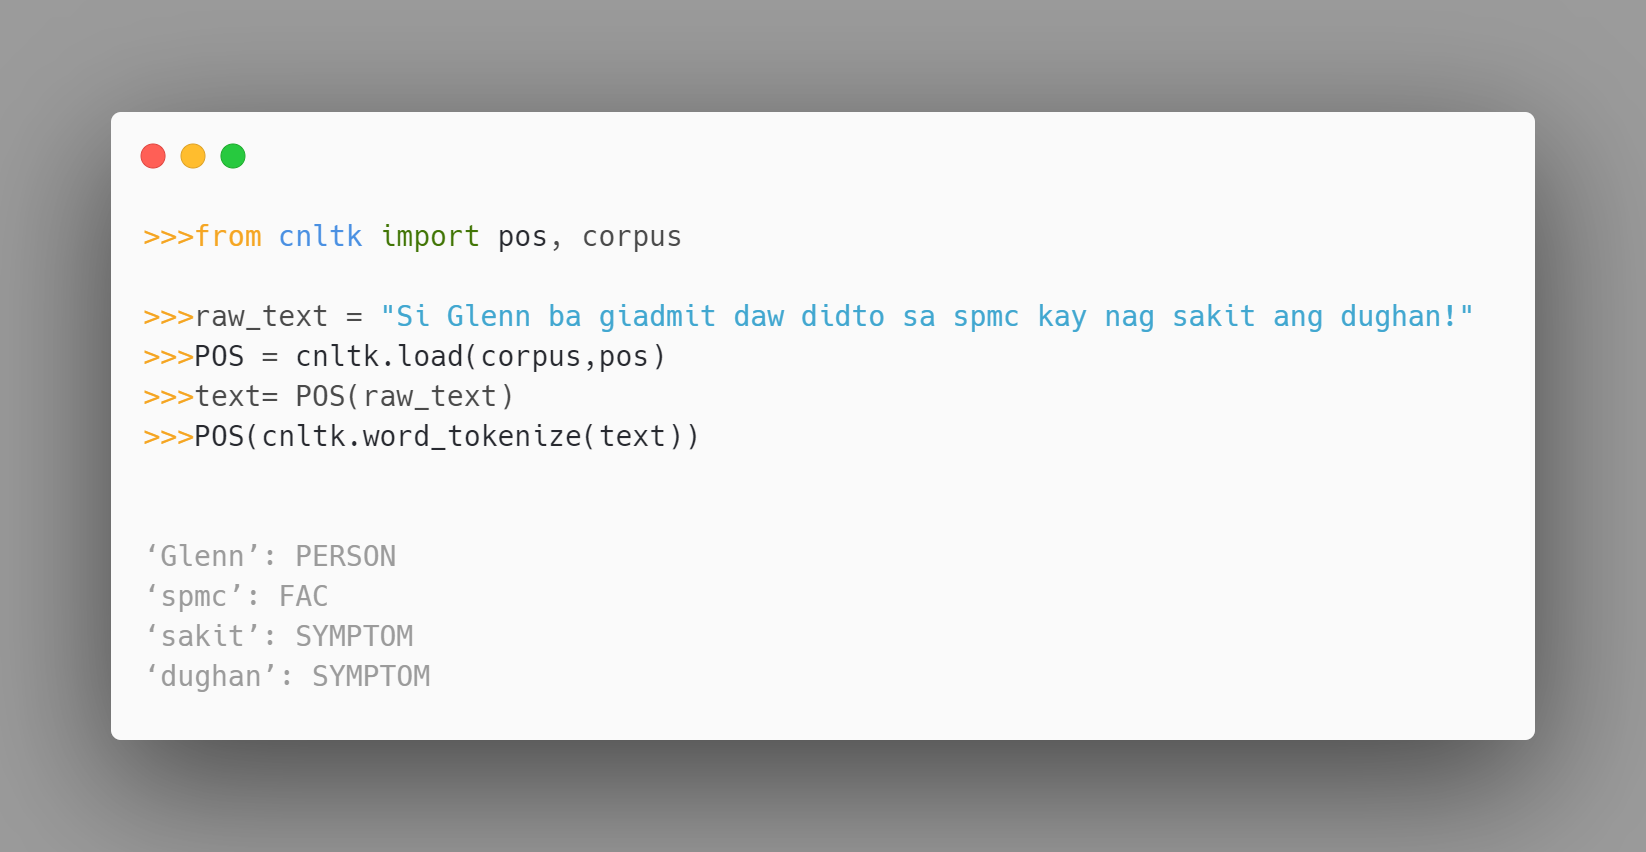 >>>from cnltk import pos, corpus
>>>raw_text = "Si Glenn ba giadmit daw didto sa spmc kay nag sakit ang dughan!"
>>>POS = cnltk.load(corpus,pos)
>>>text= POS(raw_text)
>>>POS(cnltk.word_tokenize(text))
‘Glenn’: PERSON
‘spmc’: FAC
‘sakit’: SYMPTOM
‘dughan’: SYMPTOM